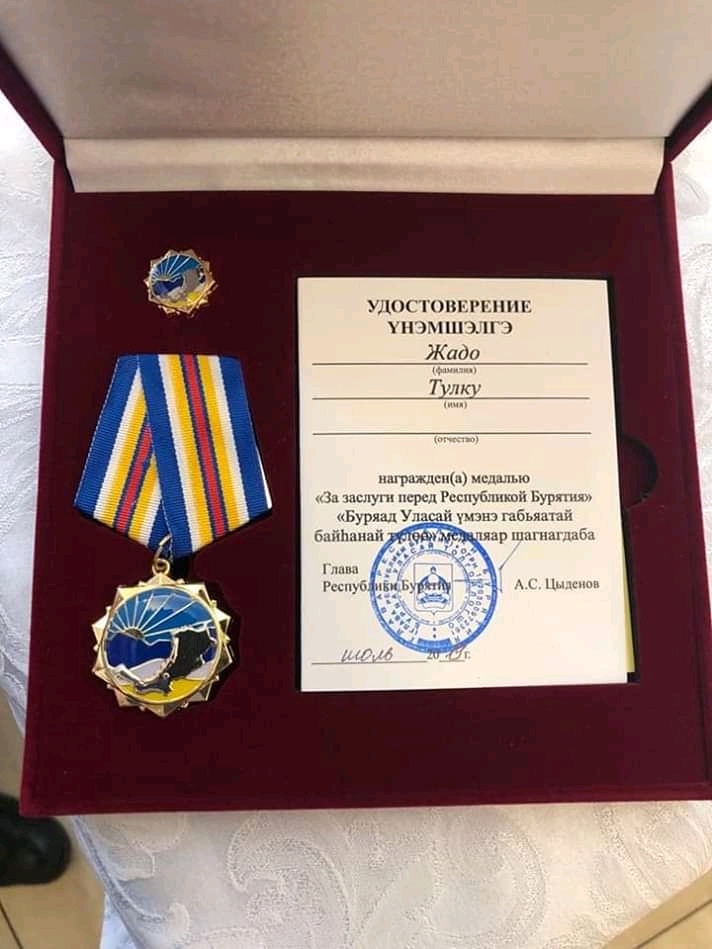 УДОСТОВЕРЕНИЕ
ҮНЭМШЭЛГЭ
Жадо
(фамилия)
Тулку
(имя)
(отчество)
награжден(а) медалью
«За заслуги перед Республикой Бурятия»
«Буряад Уласай үмэнэ габьяатай
байһанай түлөө» медаляар шагнагдаба
Глава
Республики Бурятия
А.С. Цыденов
июль 2019г.